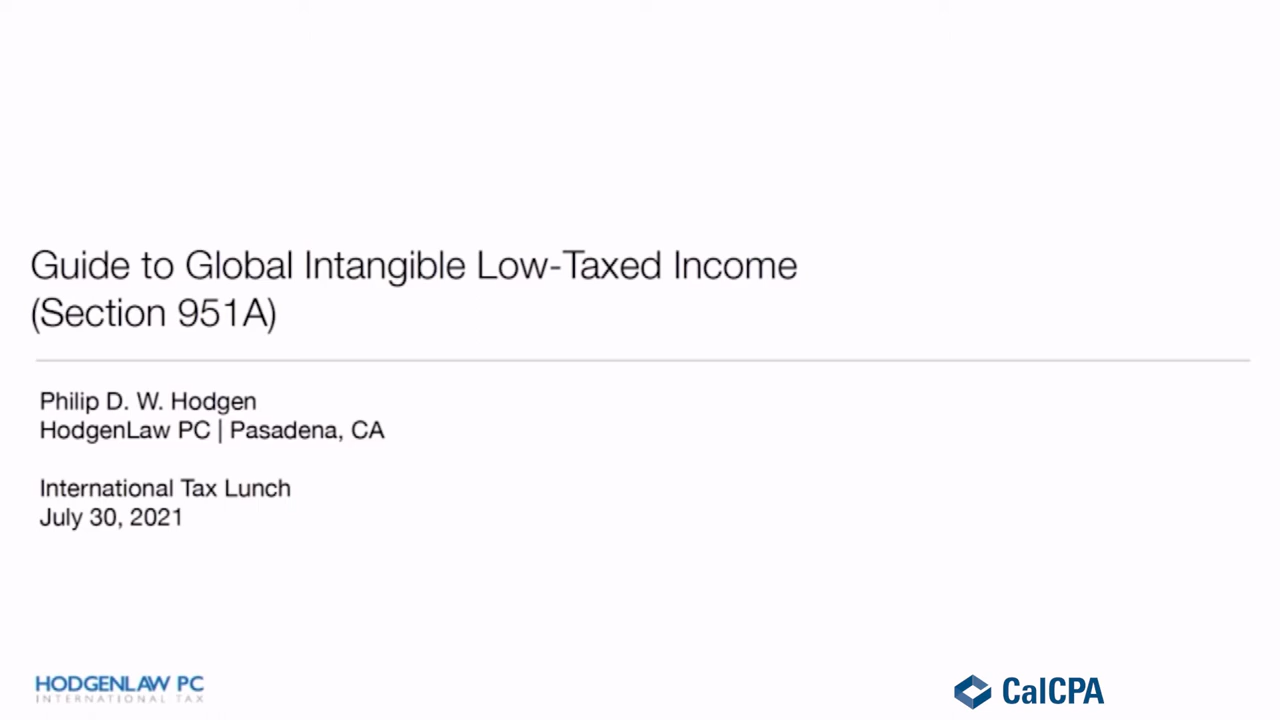 Guide to Global Intangible Low-Taxed Income
(Section 951A)
Philip D. W. Hodgen
HodgenLaw PC | Pasadena, CA
International Tax Lunch
July 30, 2021
HODGENLAW PC
INTERNATIONAL TAX
CalCPA